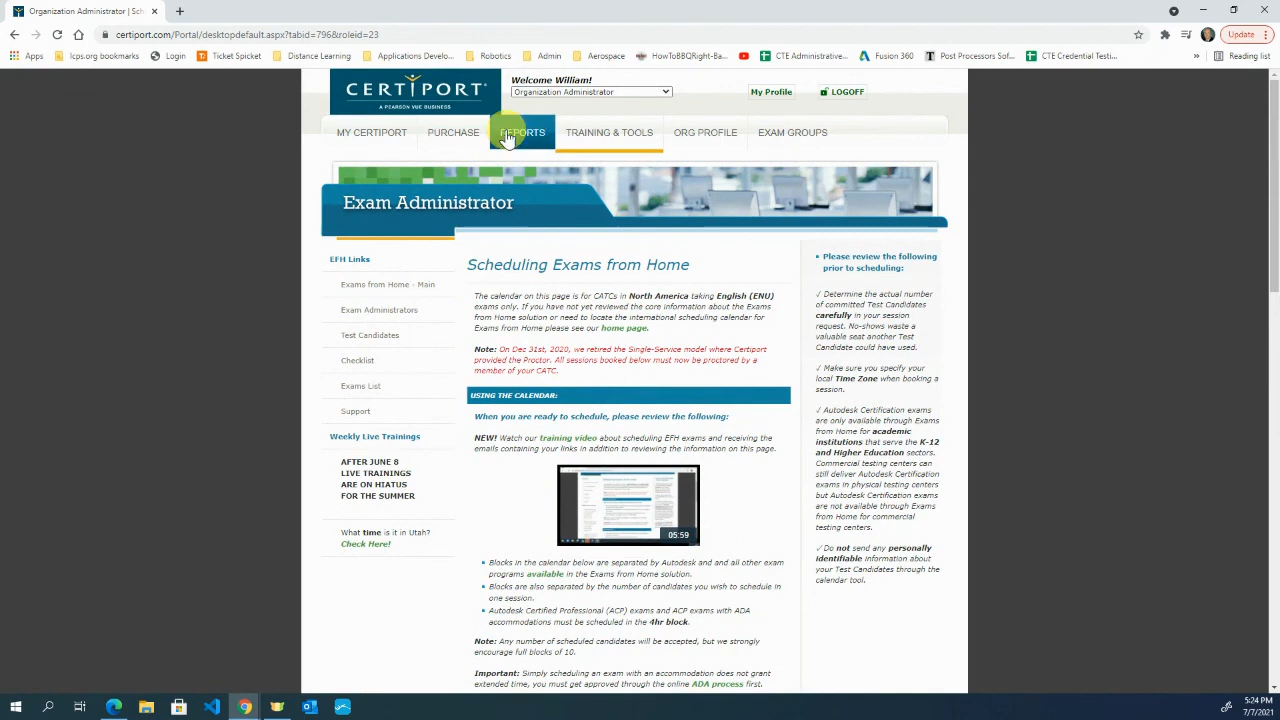 Organization Administrator | Sch
certiport.com/Portal/desktopdefault.aspx?tabid=796&roleid=23
Update
Apps
lcps.org bookmarks
Login
Ticket Spicket
Courses
Distance Learning
Applications Develo...
Robotics
Admin
Aerospace
HowToBBQRight-Ba...
CTE Administrative...
Fusion 360
Post Processors Sof...
CTE Credential Testi...
»
Reading list
CERTIPORT
A PEARSON VUE BUSINESS
Welcome William!
Organization Administrator
My Profile
LOGOFF
MY CERTIPORT
PURCHASE
REPORTS
TRAINING & TOOLS
ORG PROFILE
EXAM GROUPS
Exam Administrator
EFH Links
Exams from Home - Main
Exam Administrators
Test Candidates
Checklist
Exams List
Support
Weekly Live Trainings
AFTER JUNE 8
LIVE TRAININGS
ARE ON HIATUS
FOR THE SUMMER
What time is it in Utah?
Check Here!
Scheduling Exams from Home
The calendar on this page is for CATCs in North America taking English (ENU)
exams only. If you have not yet reviewed the core information about the Exams
from Home solution or need to locate the international scheduling calendar for
Exams from Home please see our home page.
Note: On Dec 31st, 2020, we retired the Single-Service model where Certiport
provided the Proctor. All sessions booked below must now be proctored by a
member of your CATC.
USING THE CALENDAR:
When you are ready to schedule, please review the following:
NEW! Watch our training video about scheduling EFH exams and receiving the
emails containing your links in addition to reviewing the information on this page.
05:59
Blocks in the calendar below are separated by Autodesk and and all other exam
programs available in the Exams from Home solution.
Blocks are also separated by the number of candidates you wish to schedule in
one session.
Autodesk Certified Professional (ACP) exams and ACP exams with ADA
accommodations must be scheduled in the 4hr block.
Note: Any number of scheduled candidates will be accepted, but we strongly
encourage full blocks of 10.
Important: Simply scheduling an exam with an accommodation does not grant
extended time, you must get approved through the online ADA process first.
Please review the following
prior to scheduling:
√ Determine the actual number
of committed Test Candidates
carefully in your session
request. No-shows waste a
valuable seat another Test
Candidate could have used.
√ Make sure you specify your
local Time Zone when booking a
session.
√ Autodesk Certification exams
are only available through Exams
from Home for academic
institutions that serve the K-12
and Higher Education sectors.
Commercial testing centers can
still deliver Autodesk Certification
exams in physical testing centers
but Autodesk Certification exams
are not available through Exams
from Home for commercial
testing centers.
√ Do not send any personally
identifiable information about
your Test Candidates through the
calendar tool.
5:24 PM
7/7/2021